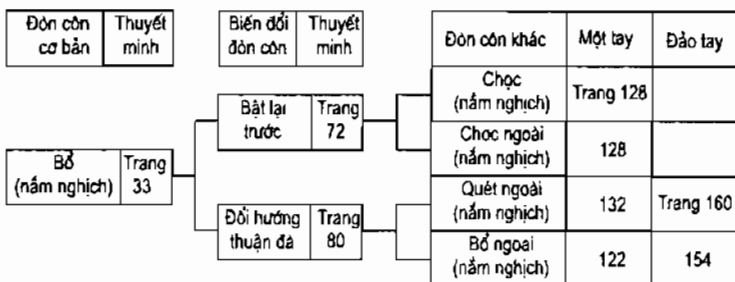 Đòn côn cơ bản
Thuyết minh
Biến đổi đòn côn
Thuyết minh
Đòn côn khác
Một tay
Đảo tay
Bổ (nắm nghịch)
Trang 33
Bật lại trước
Trang 72
Đổi hướng thuận đà
Trang 80
Chọc (nắm nghịch)
Trang 128
Choc ngoài (nắm nghịch)
128
Quét ngoài (nắm nghịch)
132
Trang 160
Bổ ngoai (nắm nghịch)
122
154